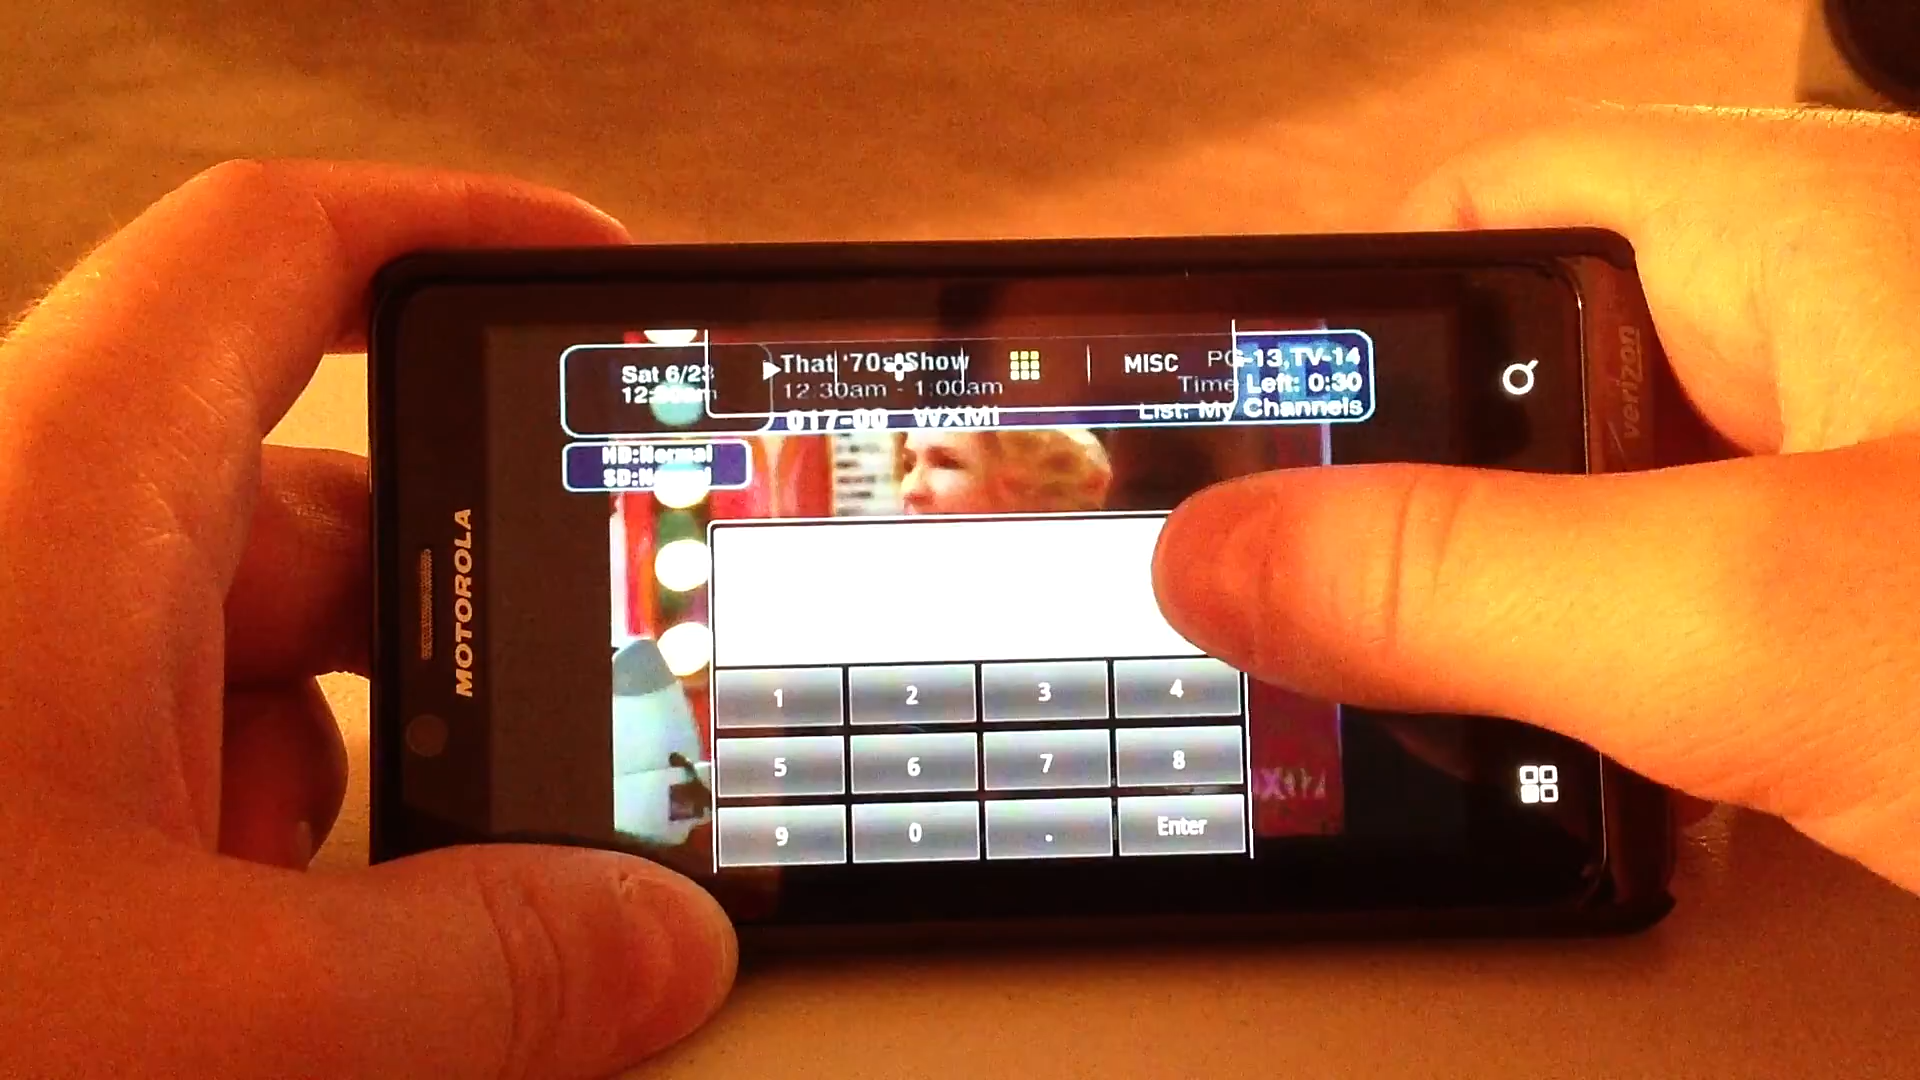 MOTOROLA
verizon
Sat 6/23
That '70s Show
MISC
PG-13,TV-14
12:30am - 1:00am
Time Left: 0:30
017-00 WXMI
List: My Channels
HD:Normal
1 2 3 4
5 6 7 8
9 0 . Enter